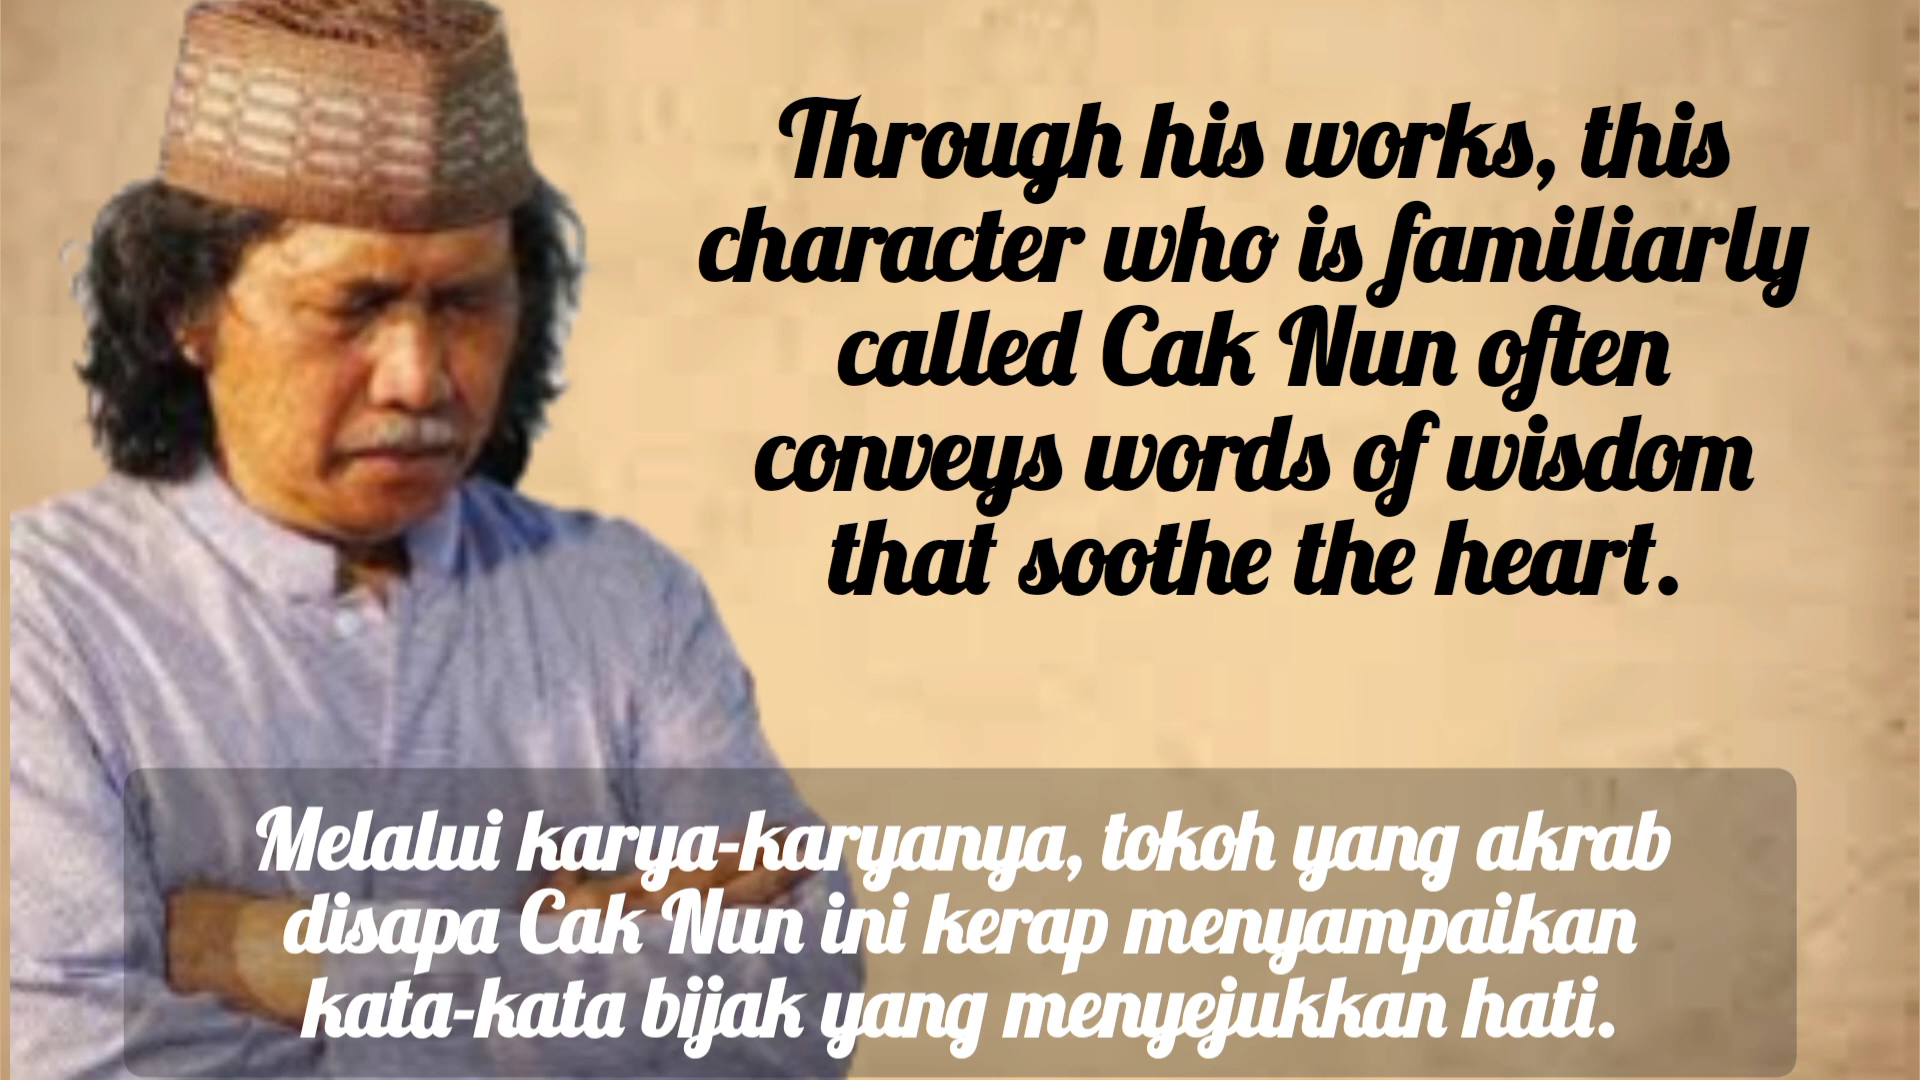 Through his works, this
character who is familiarly
called Cak Nun often
conveys words of wisdom
that soothe the heart.
Melalui karya-karyanya, tokoh yang akrab
disapa Cak Nun ini kerap menyampaikan
kata-kata bijak yang menyejukkan hati.